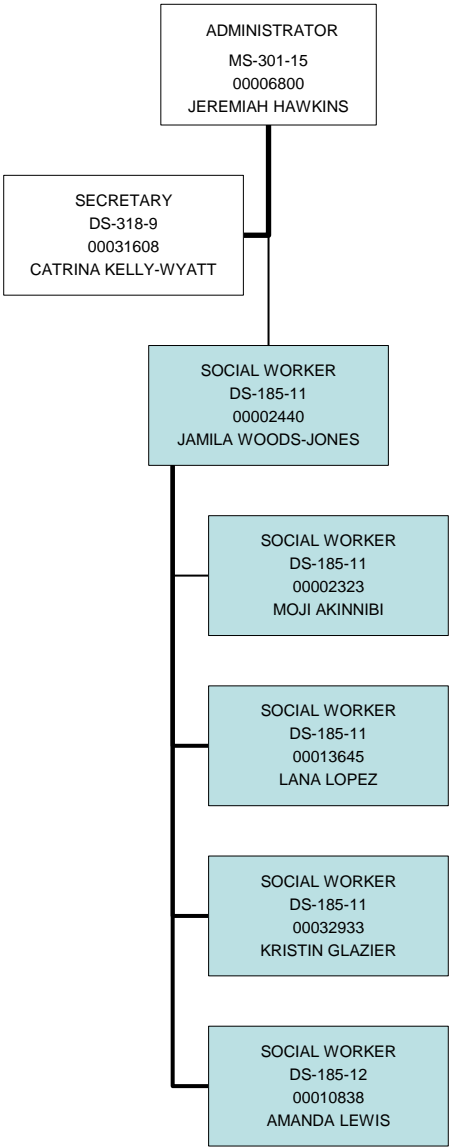 ADMINISTRATOR
MS-301-15
00006800
JEREMIAH HAWKINS
SECRETARY
DS-318-9
00031608
CATRINA KELLY-WYATT
SOCIAL WORKER
DS-185-11
00002440
JAMILA WOODS-JONES
SOCIAL WORKER
DS-185-11
00002323
MOJI AKINNIBI
SOCIAL WORKER
DS-185-11
00013645
LANA LOPEZ
SOCIAL WORKER
DS-185-11
00032933
KRISTIN GLAZIER
SOCIAL WORKER
DS-185-12
00010838
AMANDA LEWIS